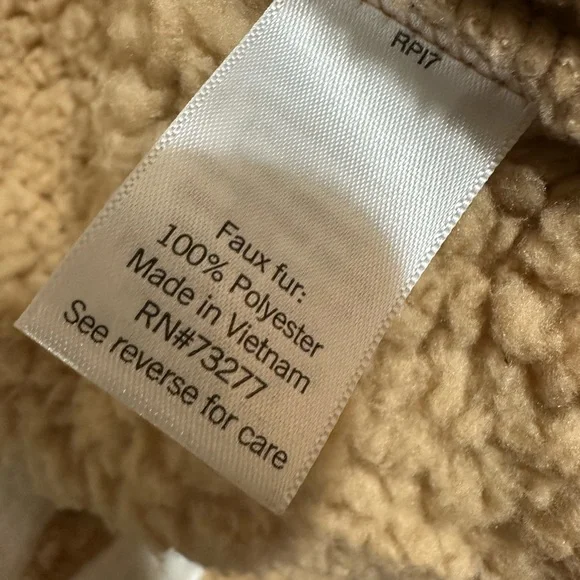 RPI7
Faux fur:
100% Polyester
Made in Vietnam
RN#73277
See reverse for care